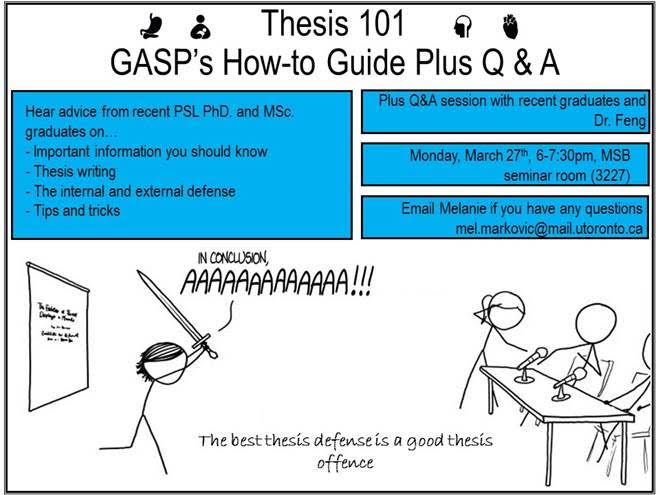 Thesis 101
GASP's How-to Guide Plus Q & A
Hear advice from recent PSL PhD. and MSc.
graduates on…
- Important information you should know
- Thesis writing
- The internal and external defense
- Tips and tricks
Plus Q&A session with recent graduates and
Dr. Feng
Monday, March 27th, 6-7:30pm, MSB
seminar room (3227)
Email Melanie if you have any questions
mel.markovic@mail.utoronto.ca
IN CONCLUSION,
AAAAAAAAAAAAA!!!
The best thesis defense is a good thesis
offence